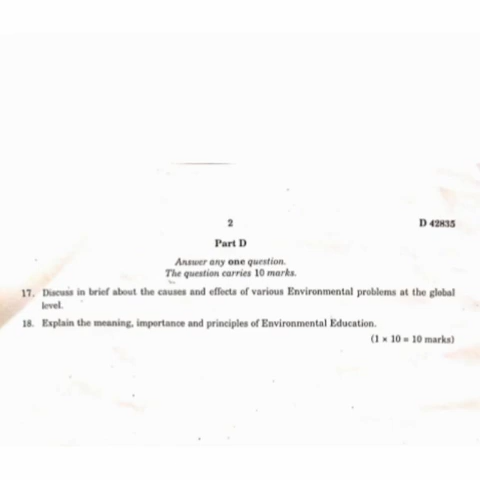 2
D 42835
Part D
Answer any one question.
The question carries 10 marks.
17. Discuss in brief about the causes and effects of various Environmental problems at the global
level.
18. Explain the meaning, importance and principles of Environmental Education.
(1 × 10 = 10 marks)